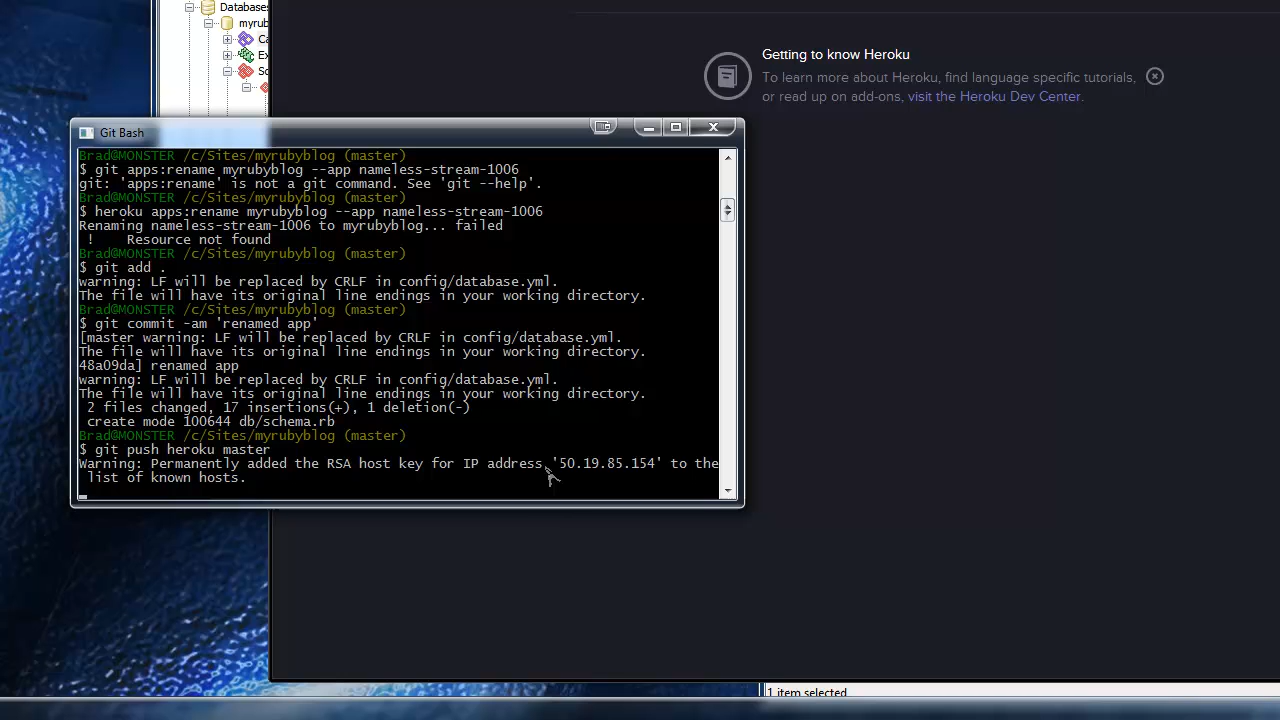 Databases
myrub
Ca
Ex
Sc
Getting to know Heroku
To learn more about Heroku, find language specific tutorials,
or read up on add-ons, visit the Heroku Dev Center.
Git Bash
Brad@MONSTER /c/Sites/myrubyblog (master)
$ git apps:rename myrubyblog --app nameless-stream-1006
git: 'apps:rename' is not a git command. See 'git --help'.
Brad@MONSTER /c/Sites/myrubyblog (master)
$ heroku apps:rename myrubyblog --app nameless-stream-1006
Renaming nameless-stream-1006 to myrubyblog... failed
! Resource not found
Brad@MONSTER /c/Sites/myrubyblog (master)
$ git add .
warning: LF will be replaced by CRLF in config/database.yml.
The file will have its original line endings in your working directory.
Brad@MONSTER /c/Sites/myrubyblog (master)
$ git commit -am 'renamed app'
[master warning: LF will be replaced by CRLF in config/database.yml.
The file will have its original line endings in your working directory.
48a09da] renamed app
warning: LF will be replaced by CRLF in config/database.yml.
The file will have its original line endings in your working directory.
2 files changed, 17 insertions(+), 1 deletion(-)
create mode 100644 db/schema.rb
Brad@MONSTER /c/Sites/myrubyblog (master)
$ git push heroku master
Warning: Permanently added the RSA host key for IP address '50.19.85.154' to the
list of known hosts.
1 item selected